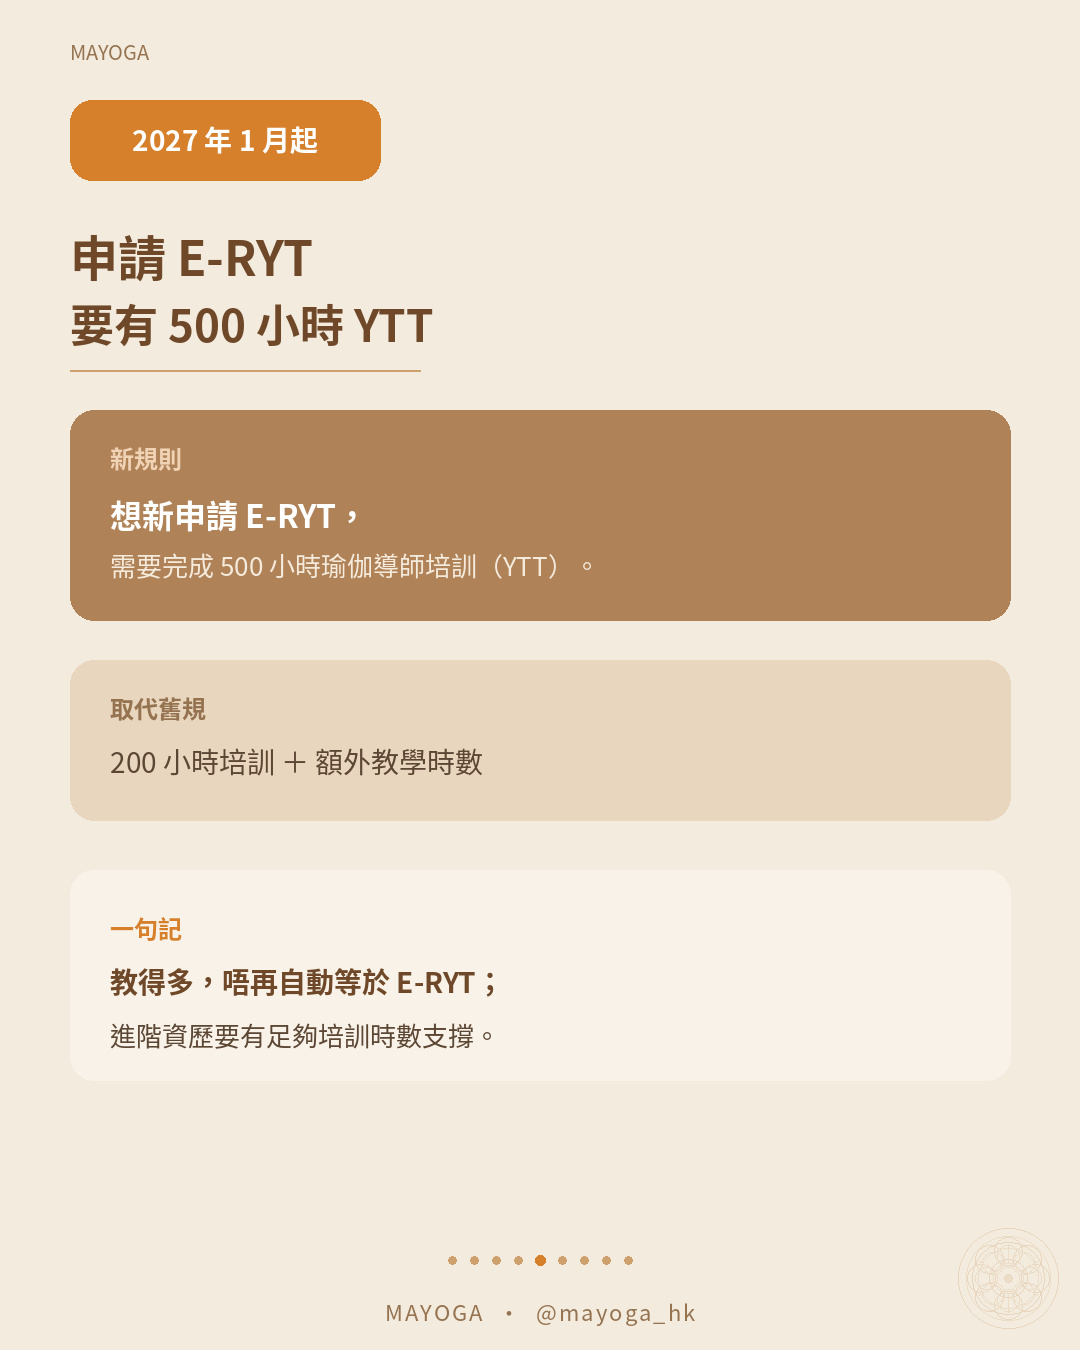 MAYOGA
2027 年 1 月起
申請 E-RYT
要有 500 小時 YTT
新規則
想新申請 E-RYT，
需要完成 500 小時瑜伽導師培訓（YTT）。
取代舊規
200 小時培訓 ＋ 額外教學時數
一句記
教得多，唔再自動等於 E-RYT；
進階資歷要有足夠培訓時數支撐。
MAYOGA · @mayoga_hk